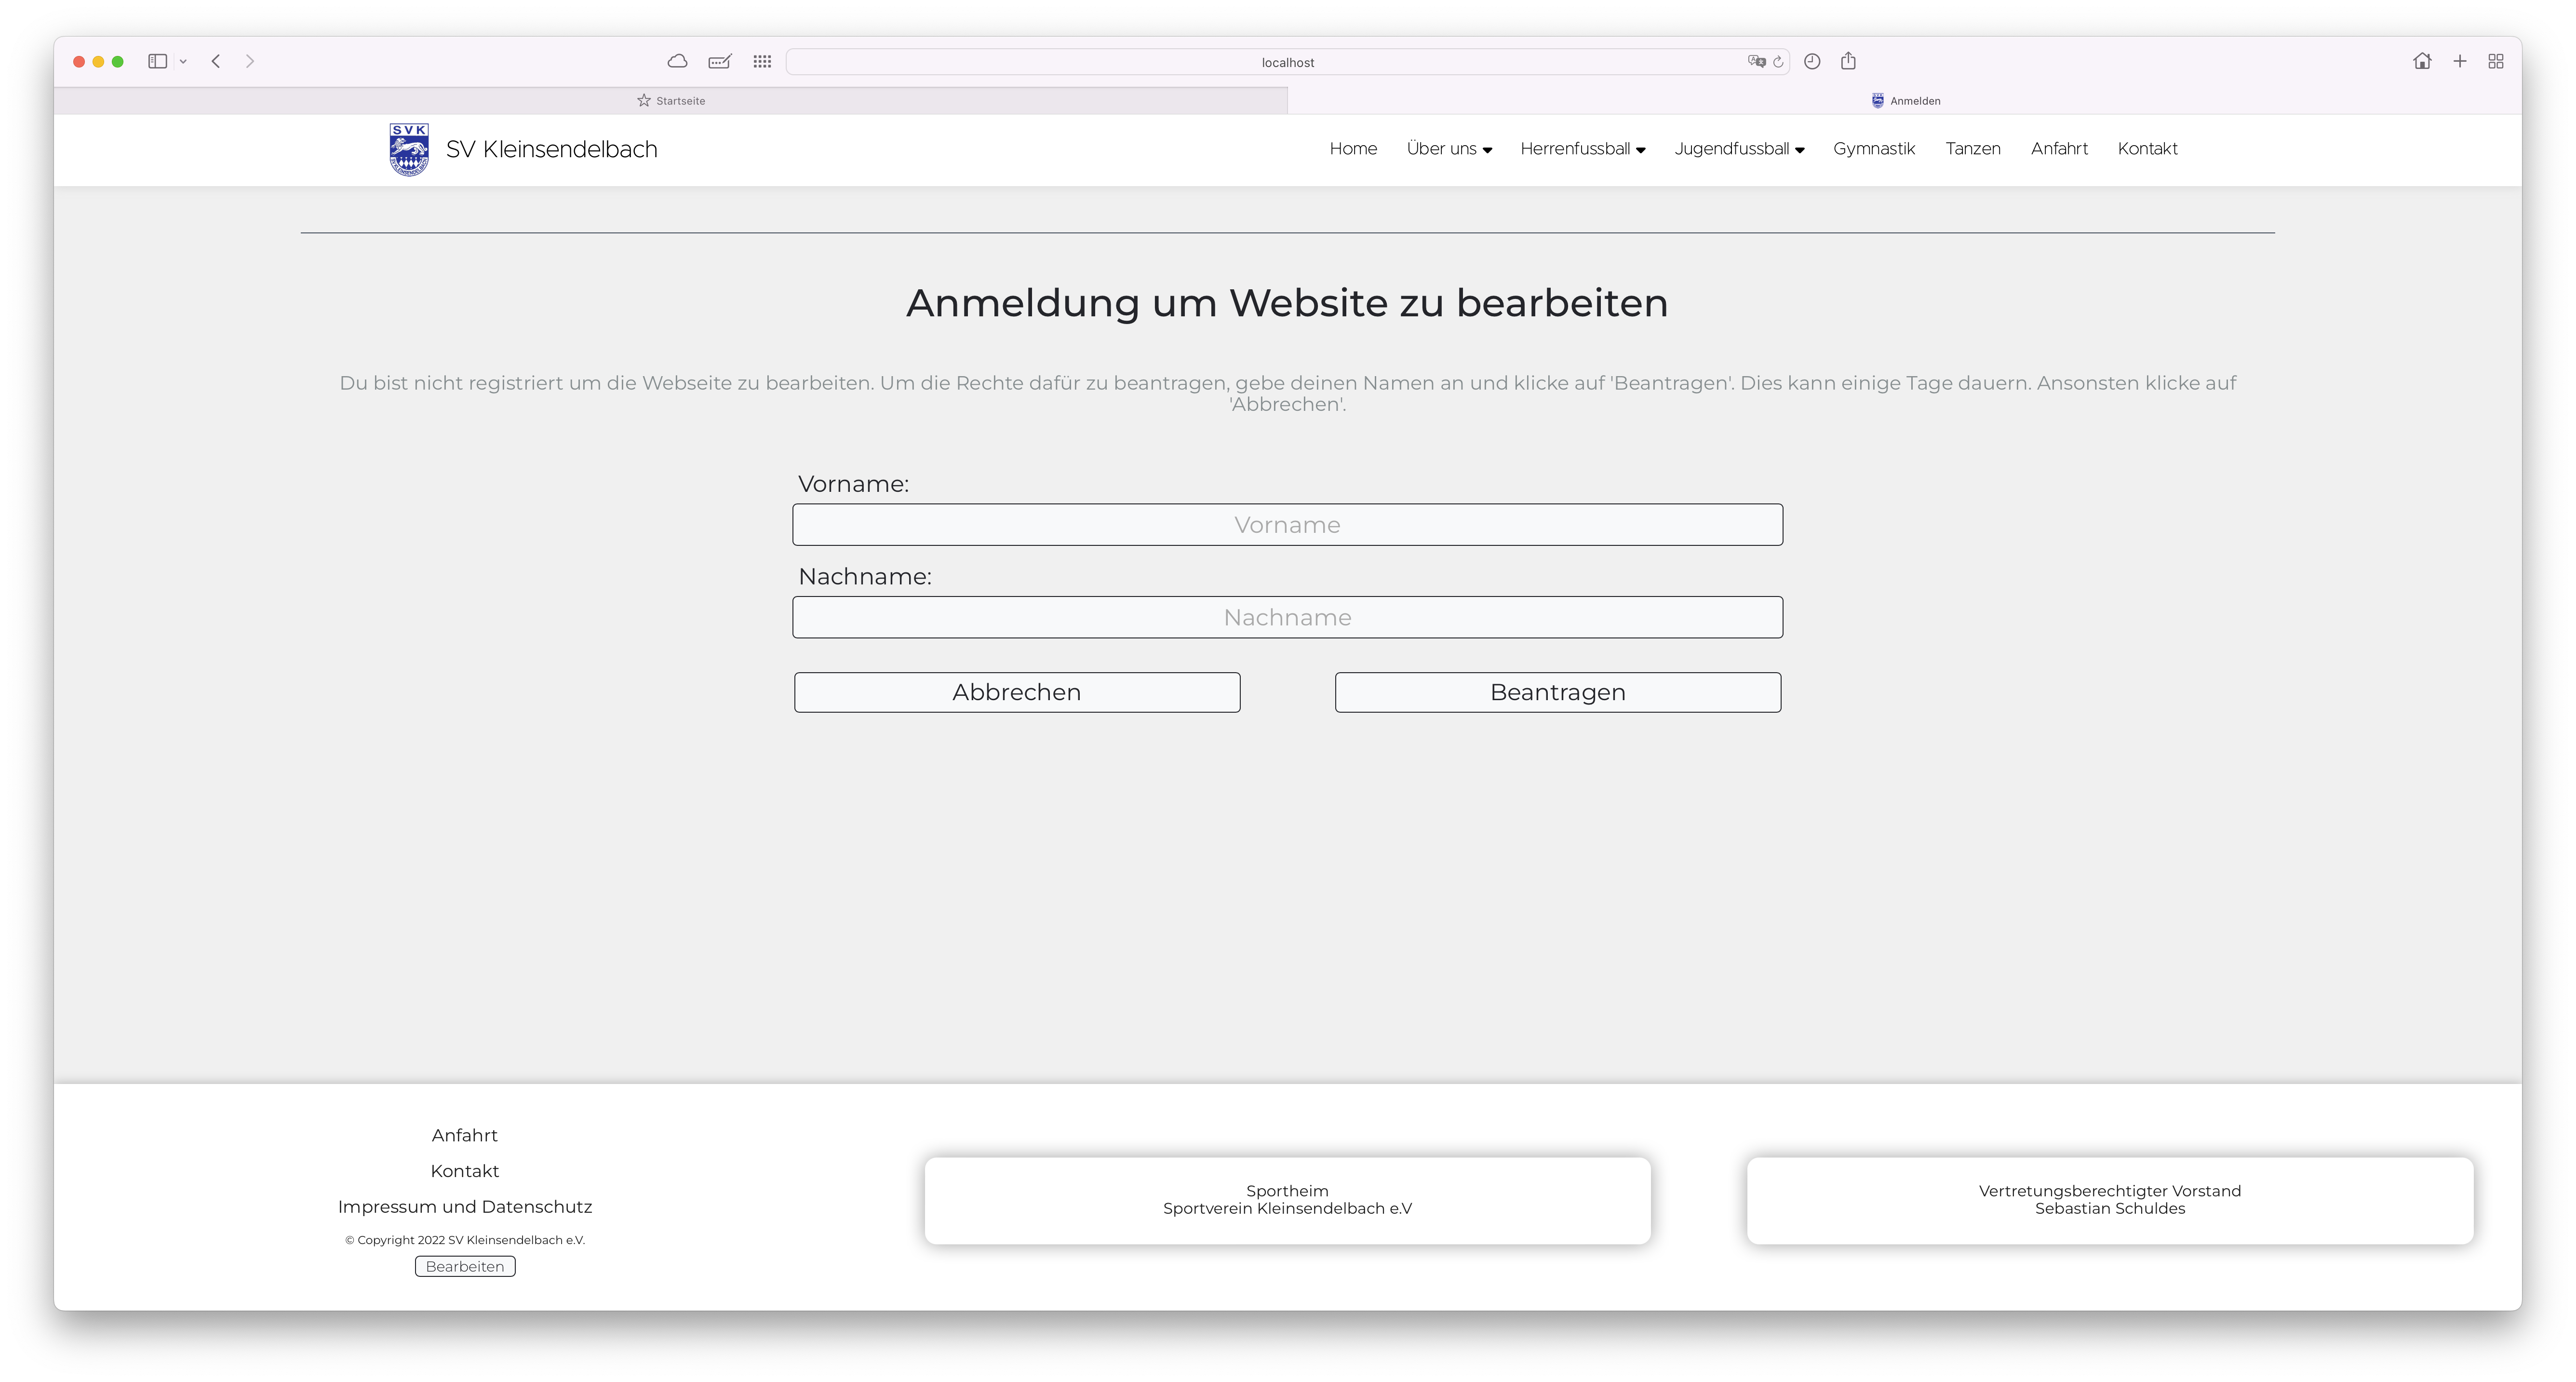 localhost
Startseite
Anmelden
SVK
SV Kleinsendelbach
Home Über uns Herrenfussball Jugendfussball Gymnastik Tanzen Anfahrt Kontakt
Anmeldung um Website zu bearbeiten
Du bist nicht registriert um die Webseite zu bearbeiten. Um die Rechte dafür zu beantragen, gebe deinen Namen an und klicke auf 'Beantragen'. Dies kann einige Tage dauern. Ansonsten klicke auf
'Abbrechen'.
Vorname:
Vorname
Nachname:
Nachname
Abbrechen
Beantragen
Anfahrt
Kontakt
Impressum und Datenschutz
© Copyright 2022 SV Kleinsendelbach e.V.
Bearbeiten
Sportheim
Sportverein Kleinsendelbach e.V
Vertretungsberechtigter Vorstand
Sebastian Schuldes